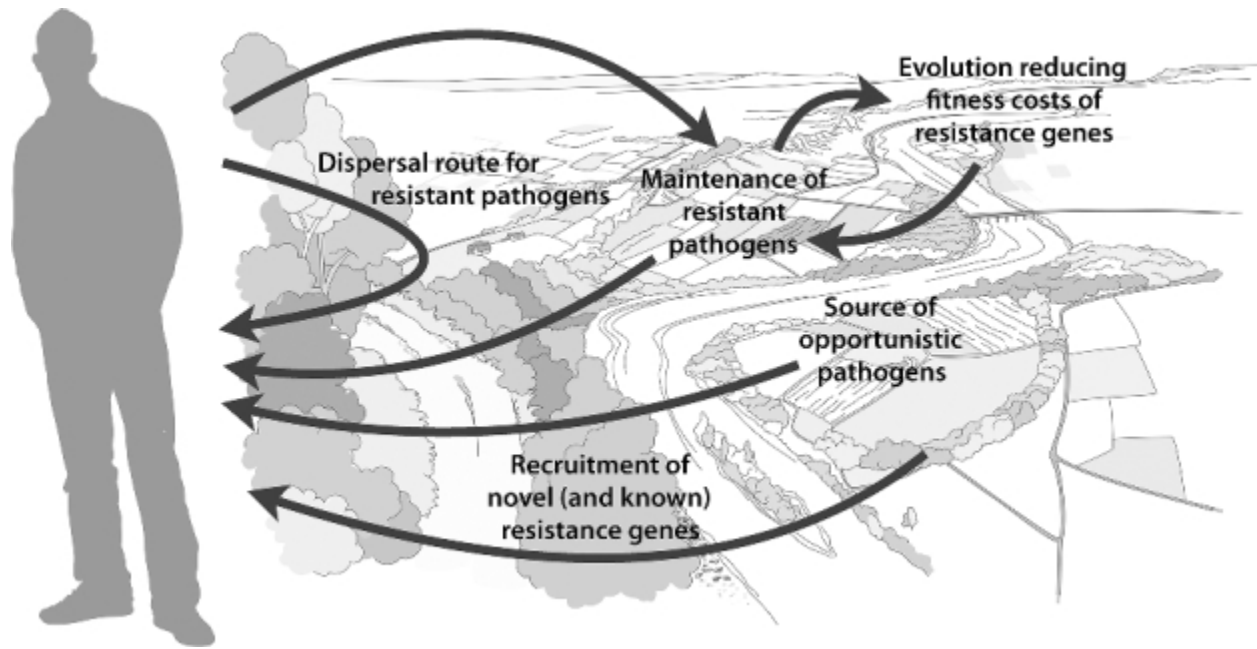 Evolution reducing
fitness costs of
resistance genes
Dispersal route for
resistant pathogens
Maintenance of
resistant
pathogens
Source of
opportunistic
pathogens
Recruitment of
novel (and known)
resistance genes